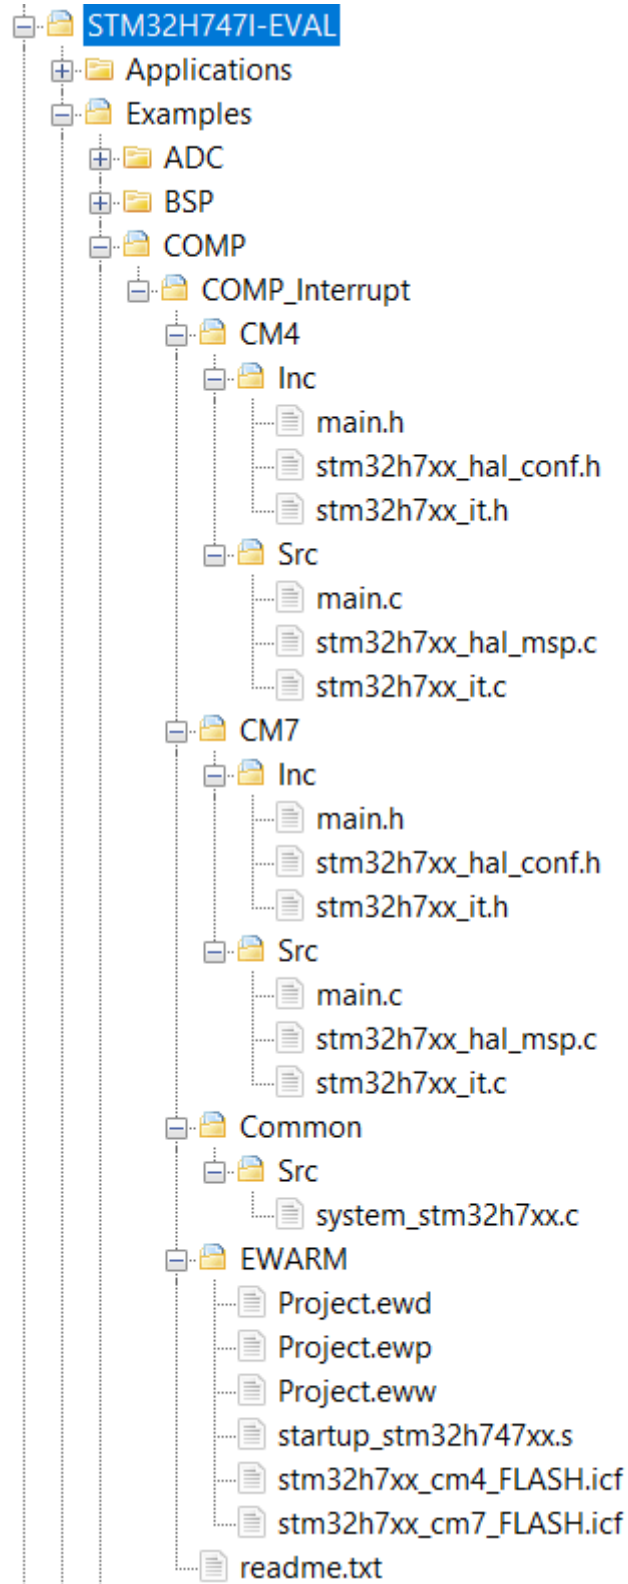 STM32H747I-EVAL
Applications
Examples
ADC
BSP
COMP
COMP_Interrupt
CM4
Inc
main.h
stm32h7xx_hal_conf.h
stm32h7xx_it.h
Src
main.c
stm32h7xx_hal_msp.c
stm32h7xx_it.c
CM7
Inc
main.h
stm32h7xx_hal_conf.h
stm32h7xx_it.h
Src
main.c
stm32h7xx_hal_msp.c
stm32h7xx_it.c
Common
Src
system_stm32h7xx.c
EWARM
Project.ewd
Project.ewp
Project.eww
startup_stm32h747xx.s
stm32h7xx_cm4_FLASH.icf
stm32h7xx_cm7_FLASH.icf
readme.txt